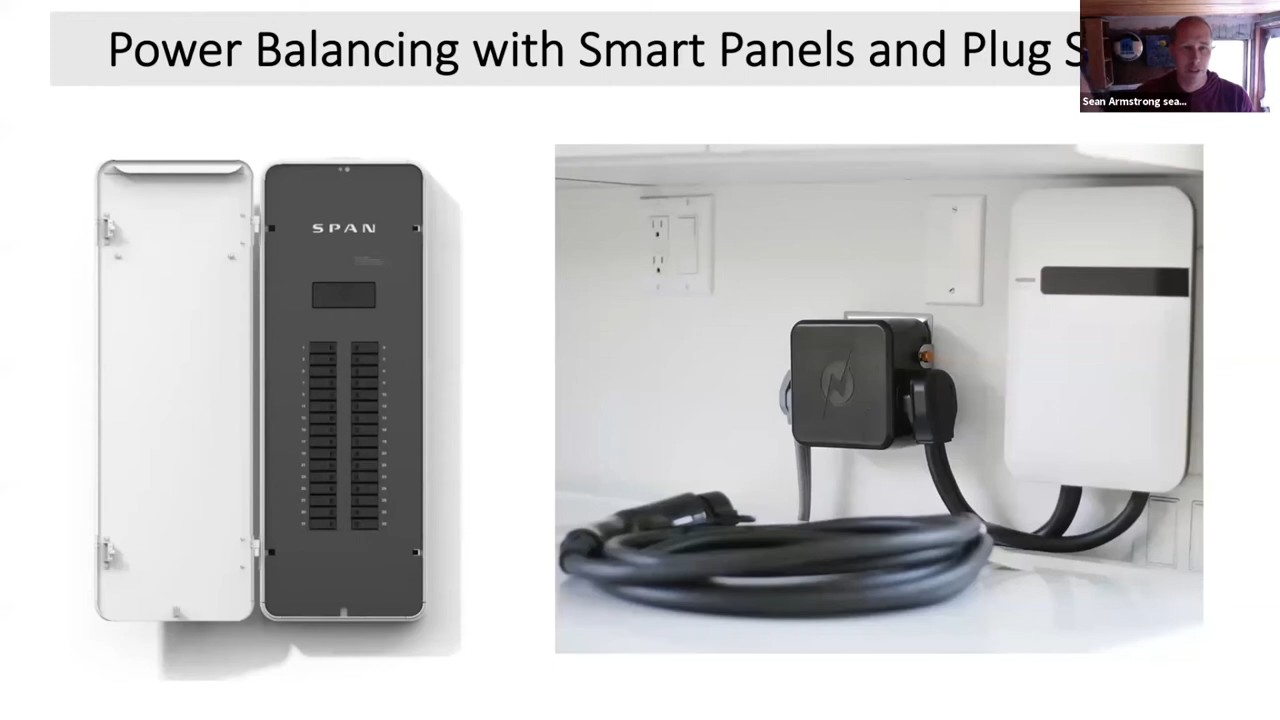 Power Balancing with Smart Panels and Plug S
Sean Armstrong sea...
SPAN